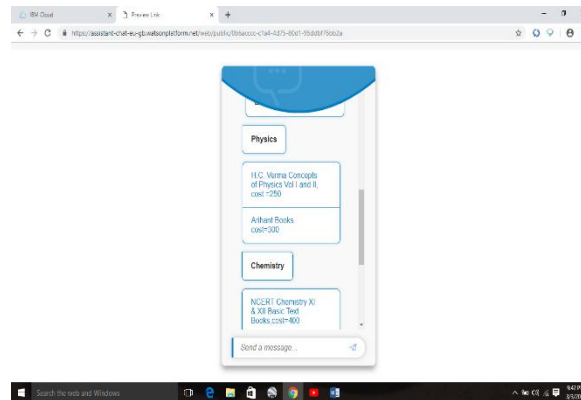 IBM Cloud
Preview Link
Physics
H.C. Verma Concepts
of Physics Vol I and II,
cost =250
Arihant Books.
cost=300
Chemistry
NCERT Chemistry XI
& XII Basic Text
Books,cost=400
Send a message...
Search the web and Windows